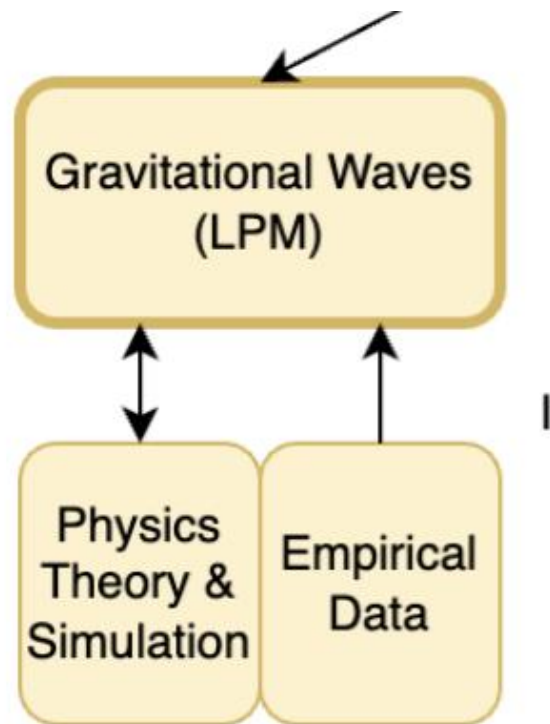 Gravitational Waves
(LPM)
Physics
Theory &
Simulation
Empirical
Data